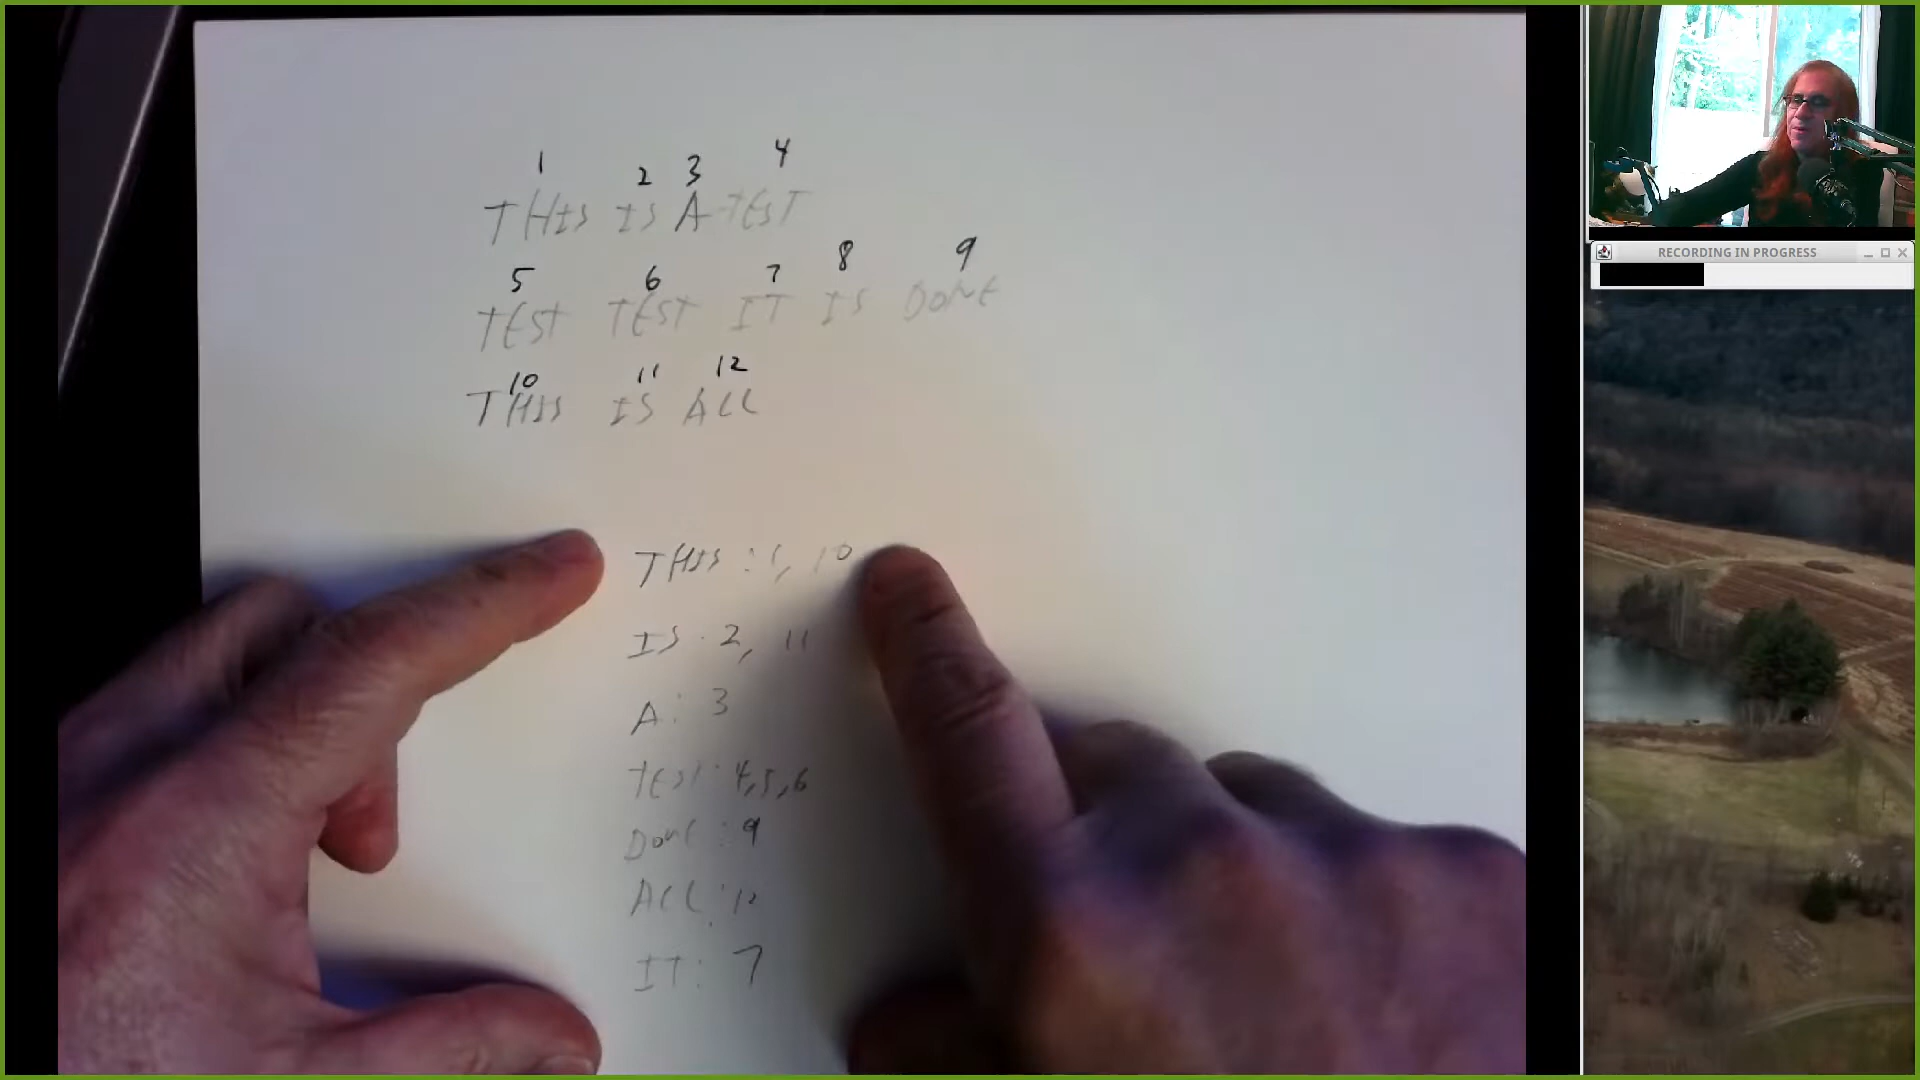 1 2 3 4
THIS IS A TEST
5 6 7 8 9
TEST TEST IT IS DONE
10 11 12
THIS IS ALL
THIS : 1, 10
IS : 2, 11
A : 3
TEST : 4,5,6
DONE : 9
ALL : 12
IT : 7
RECORDING IN PROGRESS